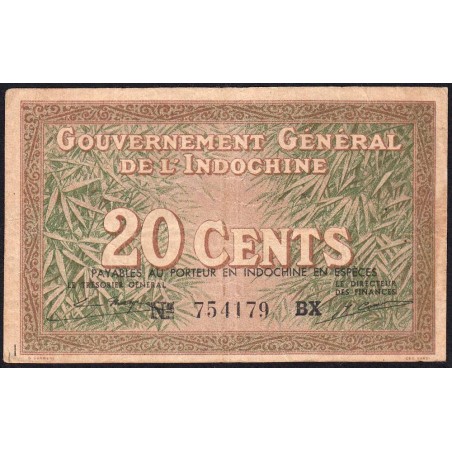 GOUVERNEMENT GÉNÉRAL
DE L'INDOCHINE
20 CENTS
PAYABLES AU PORTEUR EN INDOCHINE EN ESPÈCES
LE TRÉSORIER GÉNÉRAL
LE DIRECTEUR
DES FINANCES
No 754179 BX